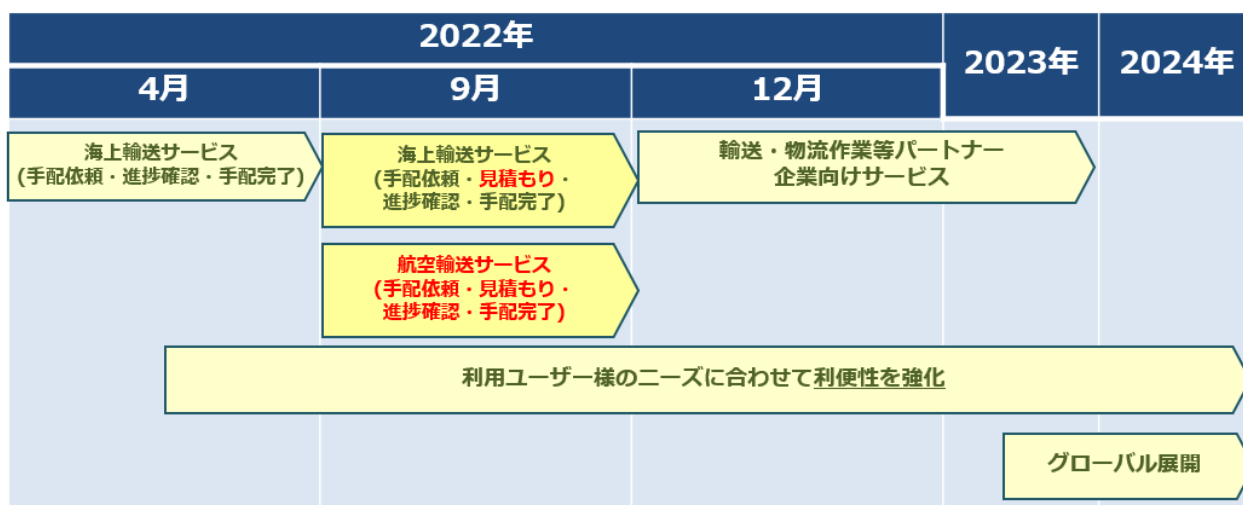 2022年
2023年
2024年
4月
9月
12月
海上輸送サービス
(手配依頼・進捗確認・手配完了)
海上輸送サービス
(手配依頼・見積もり・
進捗確認・手配完了)
輸送・物流作業等パートナー
企業向けサービス
航空輸送サービス
(手配依頼・見積もり・
進捗確認・手配完了)
利用ユーザー様のニーズに合わせて利便性を強化
グローバル展開